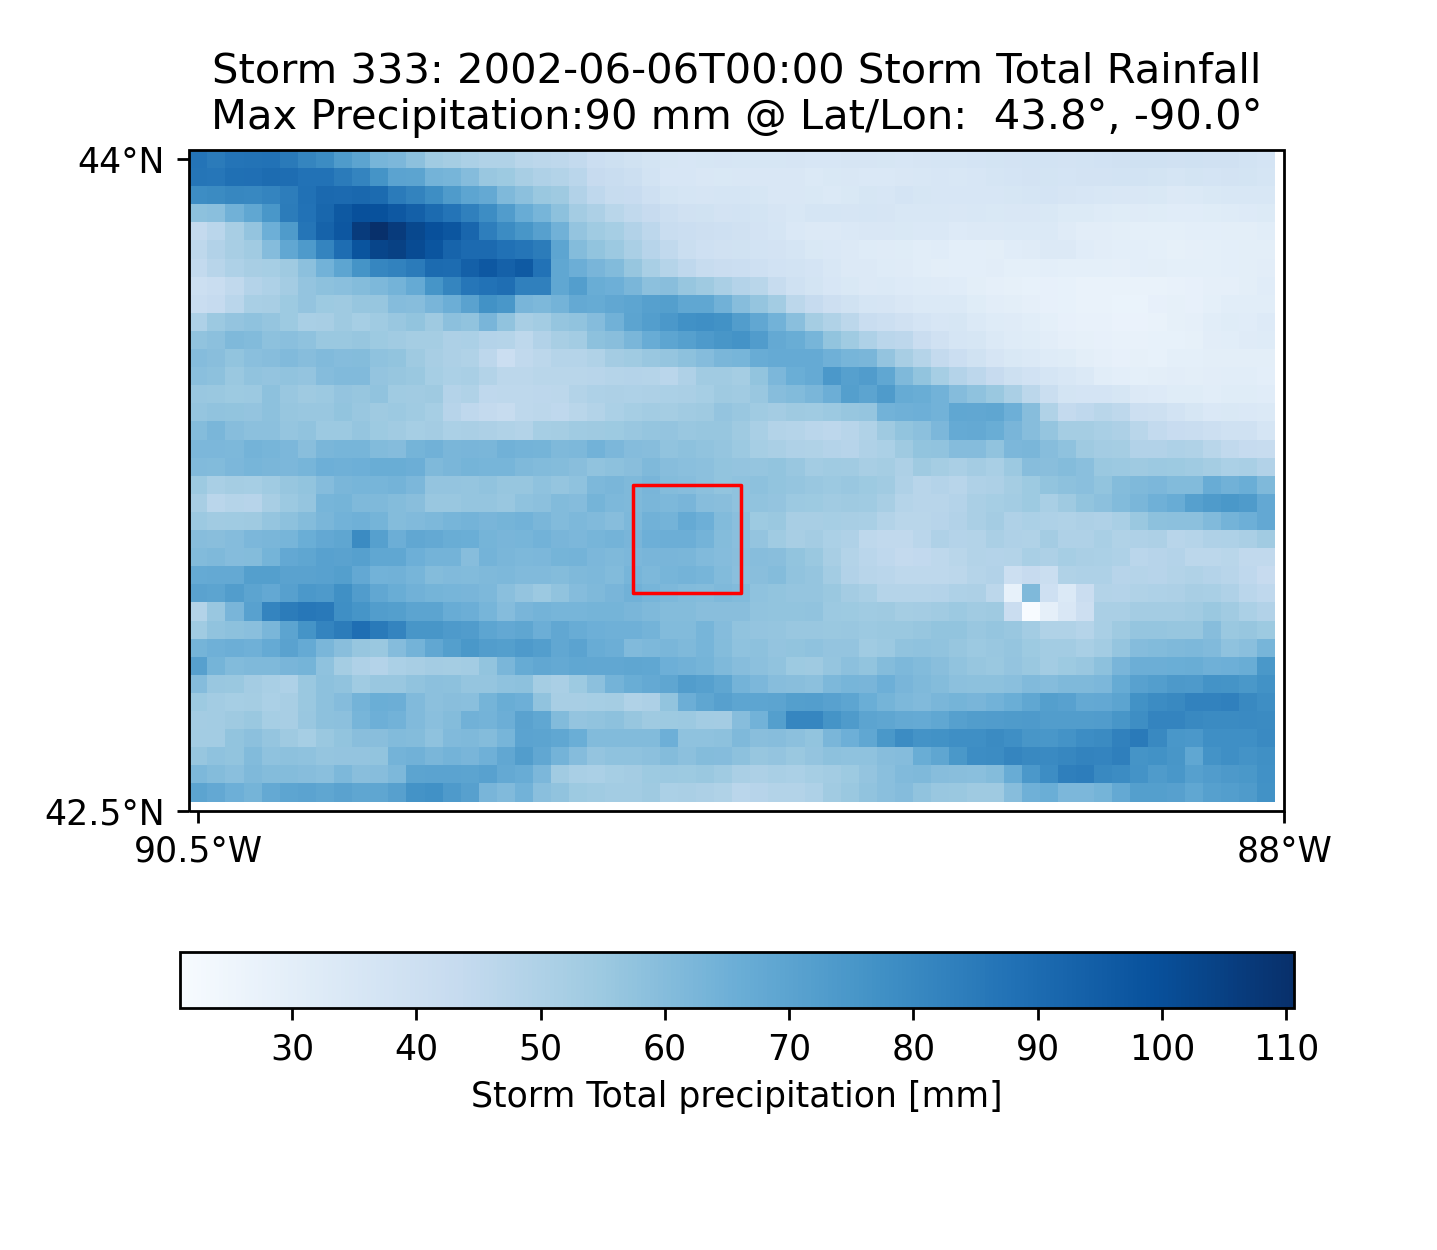 Storm 333: 2002-06-06T00:00 Storm Total Rainfall
Max Precipitation:90 mm @ Lat/Lon:  43.8°, -90.0°
44°N
42.5°N
90.5°W 88°W
30 40 50 60 70 80 90 100 110
Storm Total precipitation [mm]